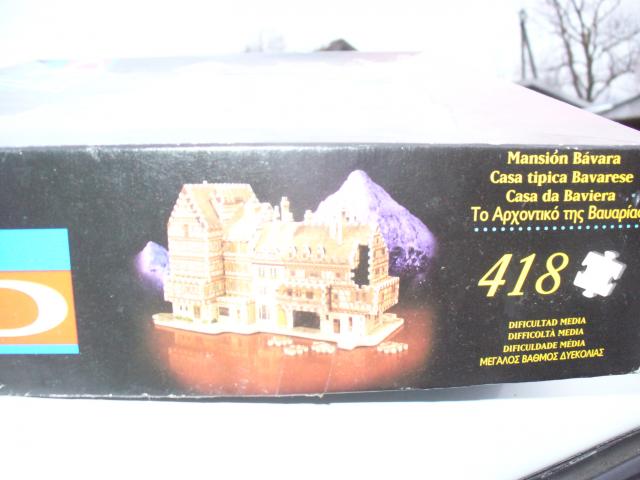 Mansión Bávara
Casa tipica Bavarese
Casa da Baviera
Το Αρχοντικό της Βαυαρίας
418
DIFICULTAD MEDIA
DIFFICOLTÀ MEDIA
DIFICULDADE MÉDIA
ΜΕΓΑΛΟΣ ΒΑΘΜΟΣ ΔΥΕΚΟΛΙΑΣ